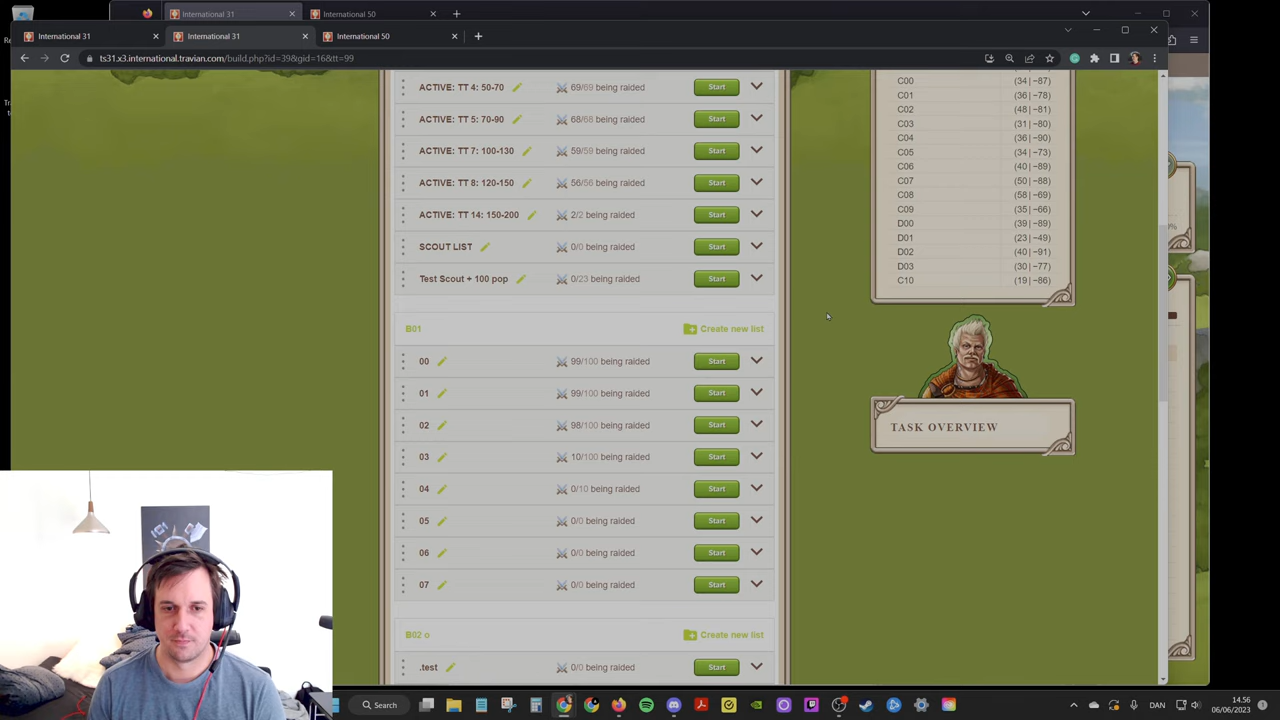 International 31
International 50
International 31
International 31
International 50
ts31.x3.international.travian.com/build.php?id=39&gid=16&tt=99
ACTIVE: TT 4: 50-70 69/69 being raided Start
ACTIVE: TT 5: 70-90 68/68 being raided Start
ACTIVE: TT 7: 100-130 59/59 being raided Start
ACTIVE: TT 8: 120-150 56/56 being raided Start
ACTIVE: TT 14: 150-200 2/2 being raided Start
SCOUT LIST 0/0 being raided Start
Test Scout + 100 pop 0/23 being raided Start
B01 Create new list
00 99/100 being raided Start
01 99/100 being raided Start
02 98/100 being raided Start
03 10/100 being raided Start
04 0/10 being raided Start
05 0/0 being raided Start
06 0/0 being raided Start
07 0/0 being raided Start
B02 o Create new list
.test 0/0 being raided Start
C00 (34|−87)
C01 (36|−78)
C02 (48|−81)
C03 (31|−80)
C04 (36|−90)
C05 (34|−73)
C06 (40|−89)
C07 (50|−88)
C08 (58|−69)
C09 (35|−66)
D00 (39|−89)
D01 (23|−49)
D02 (40|−91)
D03 (30|−77)
C10 (19|−86)
TASK OVERVIEW
Search
DAN
14.56
06/06/2023